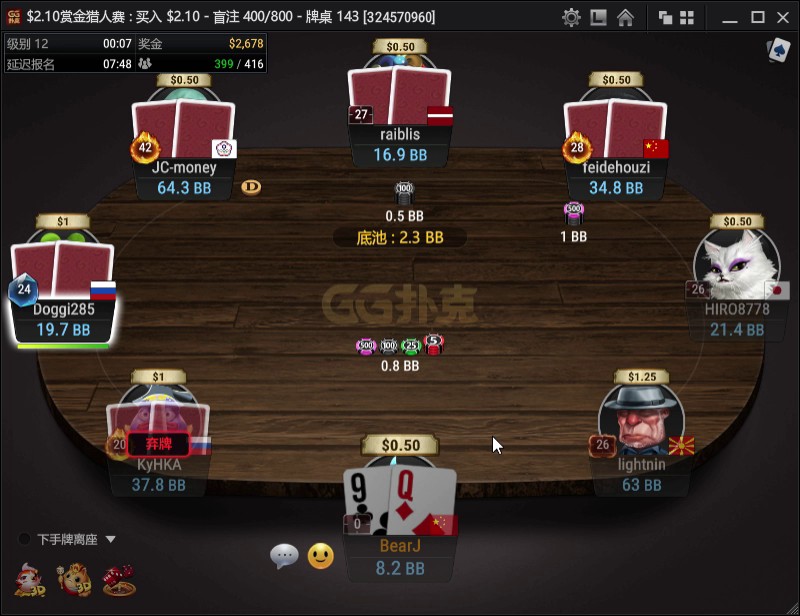 GG扑克 $2.10赏金猎人赛 : 买入 $2.10 - 盲注 400/800 - 牌桌 143 [324570960]
级别 12 00:07 奖金 $2,678
延迟报名 07:48 399 / 416
$0.50
27
raiblis
16.9 BB
$0.50
42
JC-money
64.3 BB
D
$0.50
28
feidehouzi
34.8 BB
100
0.5 BB
500
1 BB
底池 : 2.3 BB
$1
24
Doggi285
19.7 BB
$0.50
26
HIRO8778
21.4 BB
GG扑克
500 100 25 5
0.8 BB
$1
20
弃牌
KyHKA
37.8 BB
$1.25
26
lightnin
63 BB
$0.50
9 Q
0
BearJ
8.2 BB
下手牌离座
3D 3D